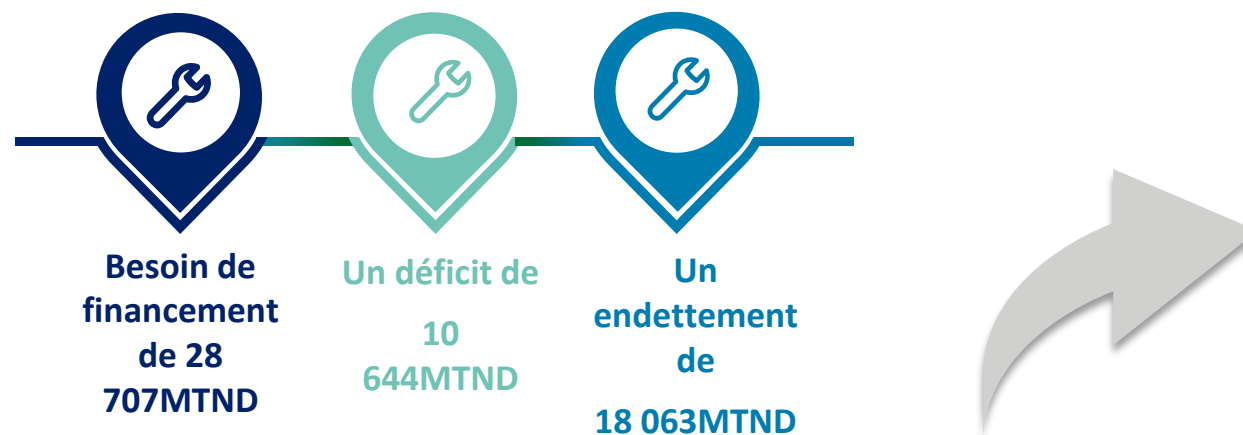 Besoin de
financement
de 28
707MTND
Un déficit de
10
644MTND
Un
endettement
de
18 063MTND